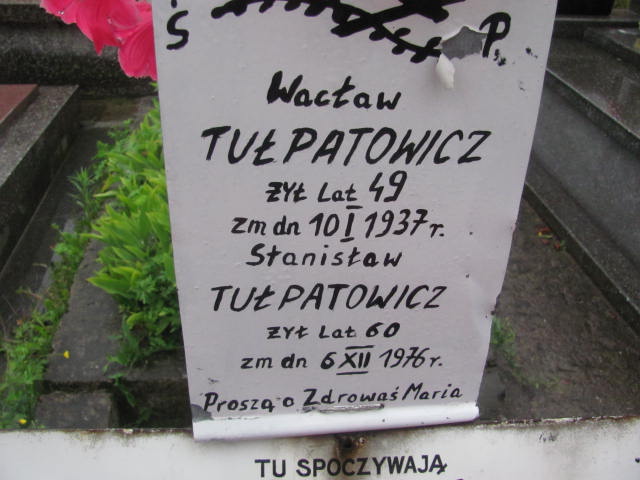 Ś P.
Wacław
TUŁPATOWICZ
ŻYŁ Lat 49
zm dn 10 I 1937 r.
Stanisław
TUŁPATOWICZ
ŻYŁ Lat 60
zm dn 6 XII 1976 r.
Proszą o Zdrowaś Maria
TU SPOCZYWAJĄ